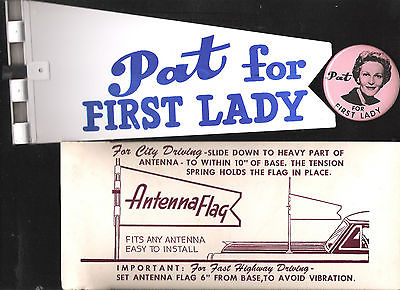 Pat for
FIRST LADY
Pat
FOR
FIRST LADY
For City Driving-SLIDE DOWN TO HEAVY PART OF
ANTENNA - TO WITHIN 10" OF BASE. THE TENSION
SPRING HOLDS THE FLAG IN PLACE.
Antenna Flag
FITS ANY ANTENNA
EASY TO INSTALL
IMPORTANT: For Fast Highway Driving-
SET ANTENNA FLAG 6" FROM BASE,TO AVOID VIBRATION.